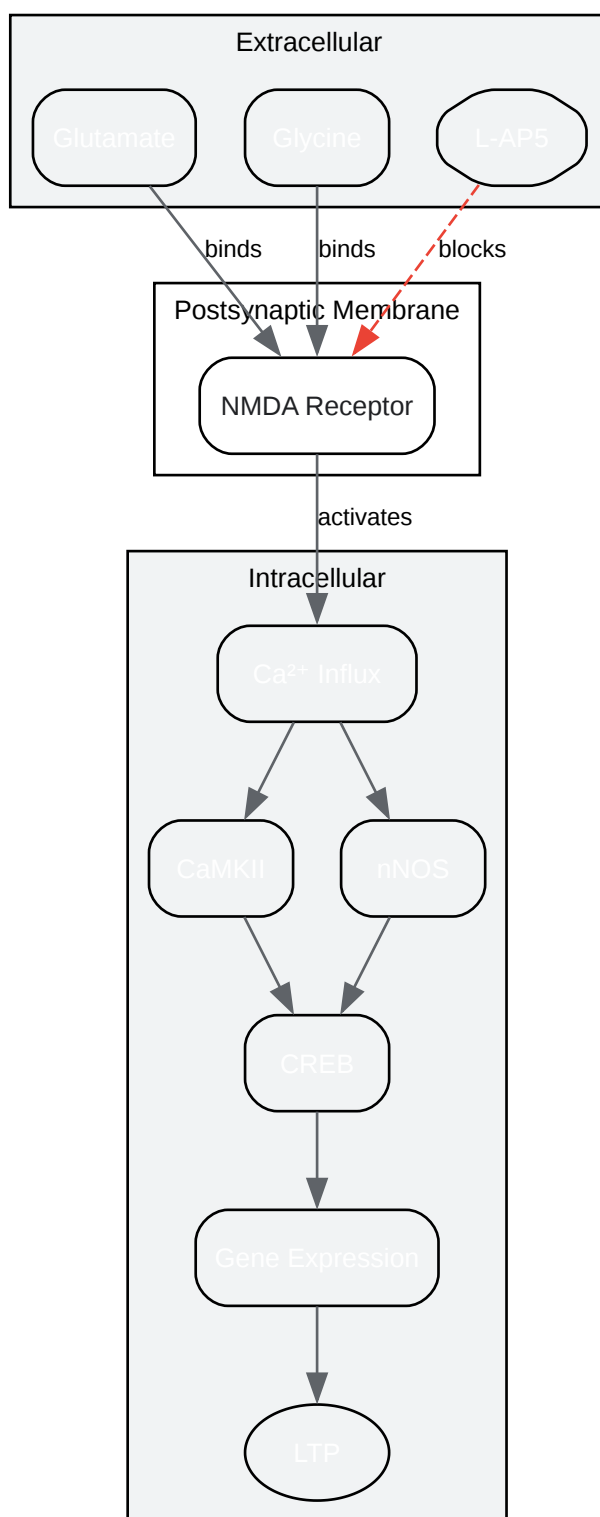 Extracellular
Glutamate
Glycine
L-AP5
binds
binds
blocks
Postsynaptic Membrane
NMDA Receptor
activates
Intracellular
Ca²⁺ Influx
CaMKII
nNOS
CREB
Gene Expression
LTP